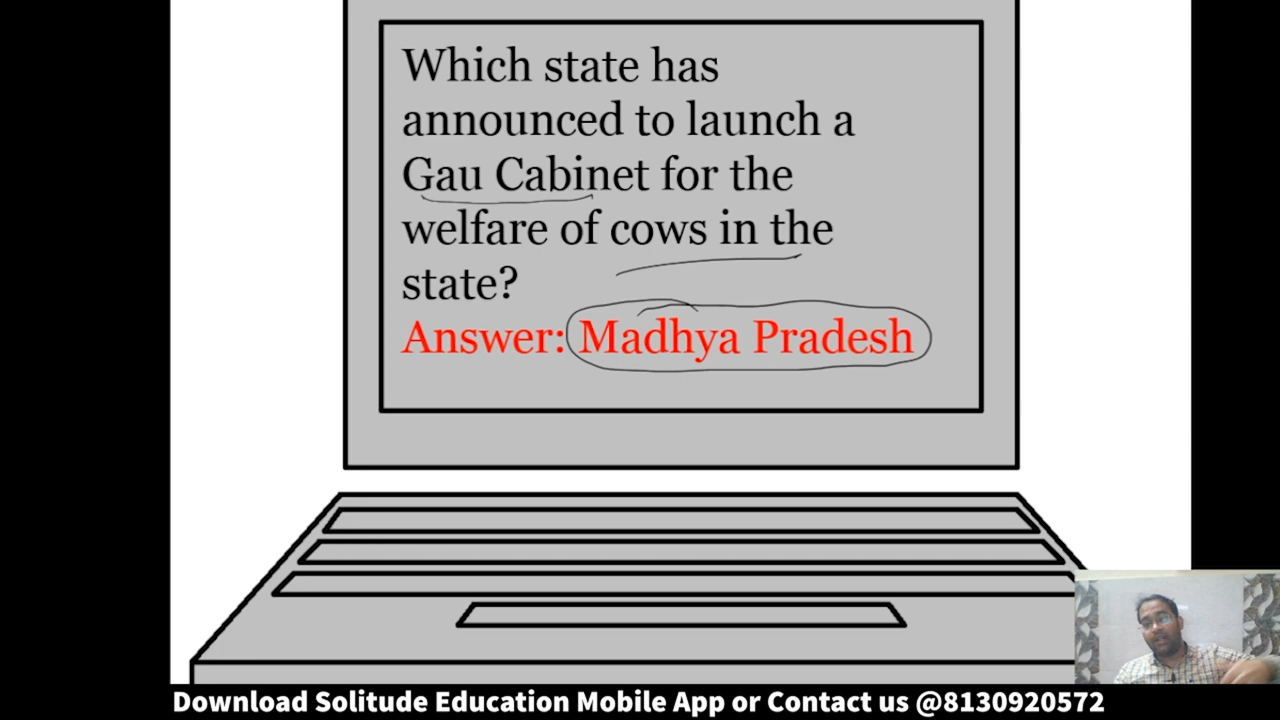 Which state has
announced to launch a
Gau Cabinet for the
welfare of cows in the
state?
Answer: Madhya Pradesh
Download Solitude Education Mobile App or Contact us @8130920572